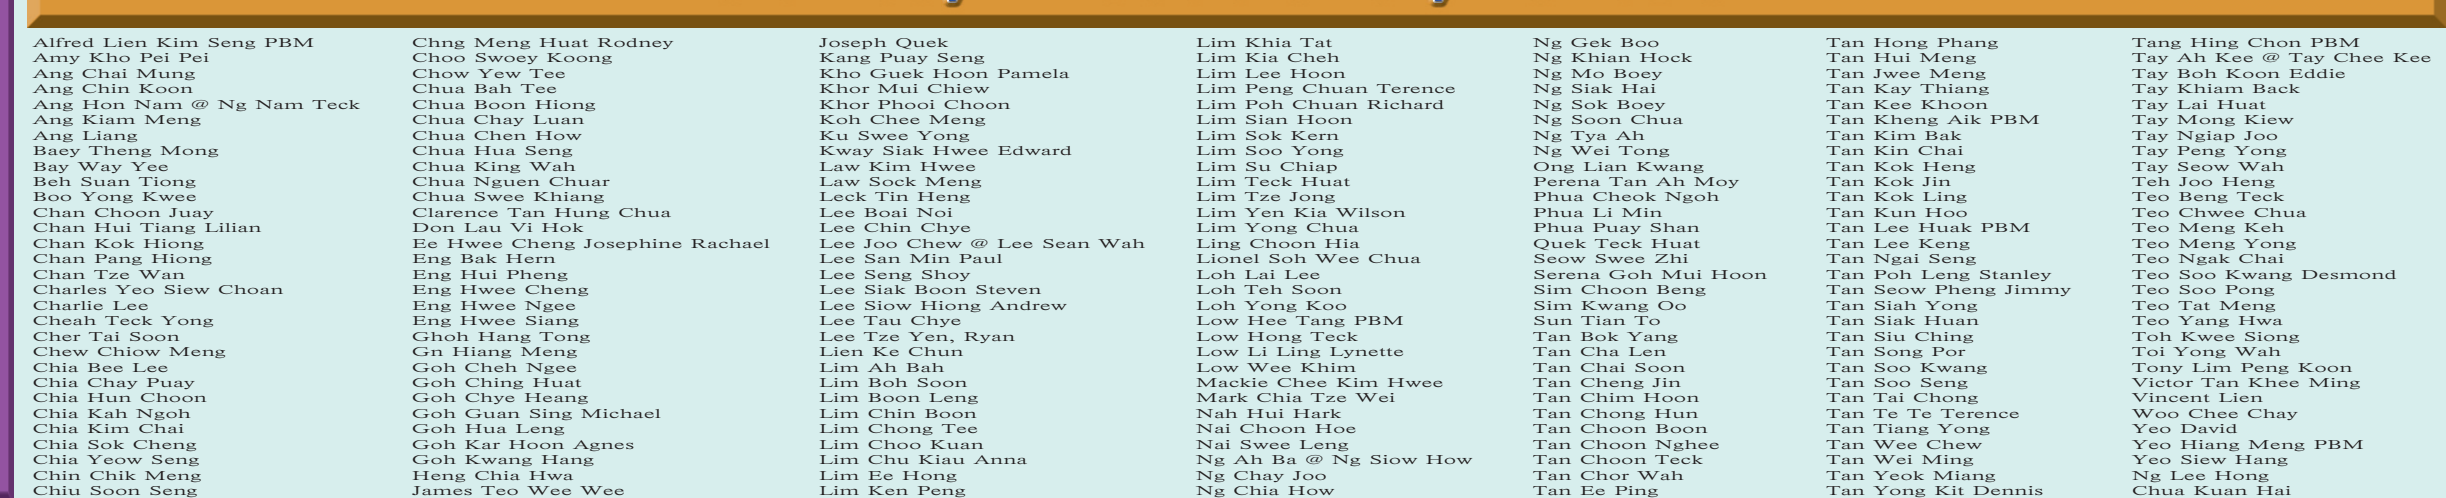 Alfred Lien Kim Seng PBM
Amy Kho Pei Pei
Ang Chai Mung
Ang Chin Koon
Ang Hon Nam @ Ng Nam Teck
Ang Kiam Meng
Ang Liang
Baey Theng Mong
Bay Way Yee
Beh Suan Tiong
Boo Yong Kwee
Chan Choon Juay
Chan Hui Tiang Lilian
Chan Kok Hiong
Chan Pang Hiong
Chan Tze Wan
Charles Yeo Siew Choan
Charlie Lee
Cheah Teck Yong
Cher Tai Soon
Chew Chiow Meng
Chia Bee Lee
Chia Chay Puay
Chia Hun Choon
Chia Kah Ngoh
Chia Kim Chai
Chia Sok Cheng
Chia Yeow Seng
Chin Chik Meng
Chiu Soon Seng
Chng Meng Huat Rodney
Choo Swoey Koong
Chow Yew Tee
Chua Bah Tee
Chua Boon Hiong
Chua Chay Luan
Chua Chen How
Chua Hua Seng
Chua King Wah
Chua Nguen Chuar
Chua Swee Khiang
Clarence Tan Hung Chua
Don Lau Vi Hok
Ee Hwee Cheng Josephine Rachael
Eng Bak Hern
Eng Hui Pheng
Eng Hwee Cheng
Eng Hwee Ngee
Eng Hwee Siang
Ghoh Hang Tong
Gn Hiang Meng
Goh Cheh Ngee
Goh Ching Huat
Goh Chye Heang
Goh Guan Sing Michael
Goh Hua Leng
Goh Kar Hoon Agnes
Goh Kwang Hang
Heng Chia Hwa
James Teo Wee Wee
Joseph Quek
Kang Puay Seng
Kho Guek Hoon Pamela
Khor Mui Chiew
Khor Phooi Choon
Koh Chee Meng
Ku Swee Yong
Kway Siak Hwee Edward
Law Kim Hwee
Law Sock Meng
Leck Tin Heng
Lee Boai Noi
Lee Chin Chye
Lee Joo Chew @ Lee Sean Wah
Lee San Min Paul
Lee Seng Shoy
Lee Siak Boon Steven
Lee Siow Hiong Andrew
Lee Tau Chye
Lee Tze Yen, Ryan
Lien Ke Chun
Lim Ah Bah
Lim Boh Soon
Lim Boon Leng
Lim Chin Boon
Lim Chong Tee
Lim Choo Kuan
Lim Chu Kiau Anna
Lim Ee Hong
Lim Ken Peng
Lim Khia Tat
Lim Kia Cheh
Lim Lee Hoon
Lim Peng Chuan Terence
Lim Poh Chuan Richard
Lim Sian Hoon
Lim Sok Kern
Lim Soo Yong
Lim Su Chiap
Lim Teck Huat
Lim Tze Jong
Lim Yen Kia Wilson
Lim Yong Chua
Ling Choon Hia
Lionel Soh Wee Chua
Loh Lai Lee
Loh Teh Soon
Loh Yong Koo
Low Hee Tang PBM
Low Hong Teck
Low Li Ling Lynette
Low Wee Khim
Mackie Chee Kim Hwee
Mark Chia Tze Wei
Nah Hui Hark
Nai Choon Hoe
Nai Swee Leng
Ng Ah Ba @ Ng Siow How
Ng Chay Joo
Ng Chia How
Ng Gek Boo
Ng Khian Hock
Ng Mo Boey
Ng Siak Hai
Ng Sok Boey
Ng Soon Chua
Ng Tya Ah
Ng Wei Tong
Ong Lian Kwang
Perena Tan Ah Moy
Phua Cheok Ngoh
Phua Li Min
Phua Puay Shan
Quek Teck Huat
Seow Swee Zhi
Serena Goh Mui Hoon
Sim Choon Beng
Sim Kwang Oo
Sun Tian To
Tan Bok Yang
Tan Cha Len
Tan Chai Soon
Tan Cheng Jin
Tan Chim Hoon
Tan Chong Hun
Tan Choon Boon
Tan Choon Nghee
Tan Choon Teck
Tan Chor Wah
Tan Ee Ping
Tan Hong Phang
Tan Hui Meng
Tan Jwee Meng
Tan Kay Thiang
Tan Kee Khoon
Tan Kheng Aik PBM
Tan Kim Bak
Tan Kin Chai
Tan Kok Heng
Tan Kok Jin
Tan Kok Ling
Tan Kun Hoo
Tan Lee Huak PBM
Tan Lee Keng
Tan Ngai Seng
Tan Poh Leng Stanley
Tan Seow Pheng Jimmy
Tan Siah Yong
Tan Siak Huan
Tan Siu Ching
Tan Song Por
Tan Soo Kwang
Tan Soo Seng
Tan Tai Chong
Tan Te Te Terence
Tan Tiang Yong
Tan Wee Chew
Tan Wei Ming
Tan Yeok Miang
Tan Yong Kit Dennis
Tang Hing Chon PBM
Tay Ah Kee @ Tay Chee Kee
Tay Boh Koon Eddie
Tay Khiam Back
Tay Lai Huat
Tay Mong Kiew
Tay Ngiap Joo
Tay Peng Yong
Tay Seow Wah
Teh Joo Heng
Teo Beng Teck
Teo Chwee Chua
Teo Meng Keh
Teo Meng Yong
Teo Ngak Chai
Teo Soo Kwang Desmond
Teo Soo Pong
Teo Tat Meng
Teo Yang Hwa
Toh Kwee Siong
Toi Yong Wah
Tony Lim Peng Koon
Victor Tan Khee Ming
Vincent Lien
Woo Chee Chay
Yeo David
Yeo Hiang Meng PBM
Yeo Siew Hang
Ng Lee Hong
Chua Kuan Hai